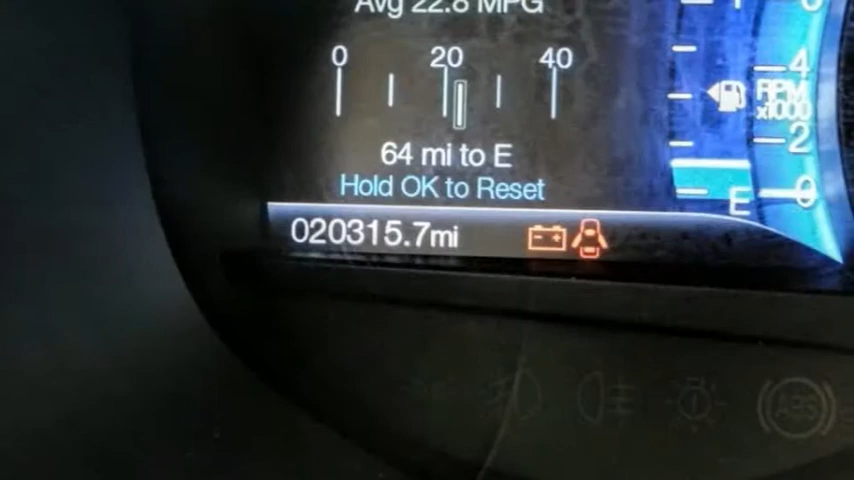 Avg 22.8 MPG
0 20 40
64 mi to E
Hold OK to Reset
020315.7mi
4
RPM
x1000
2
0
E
ABS